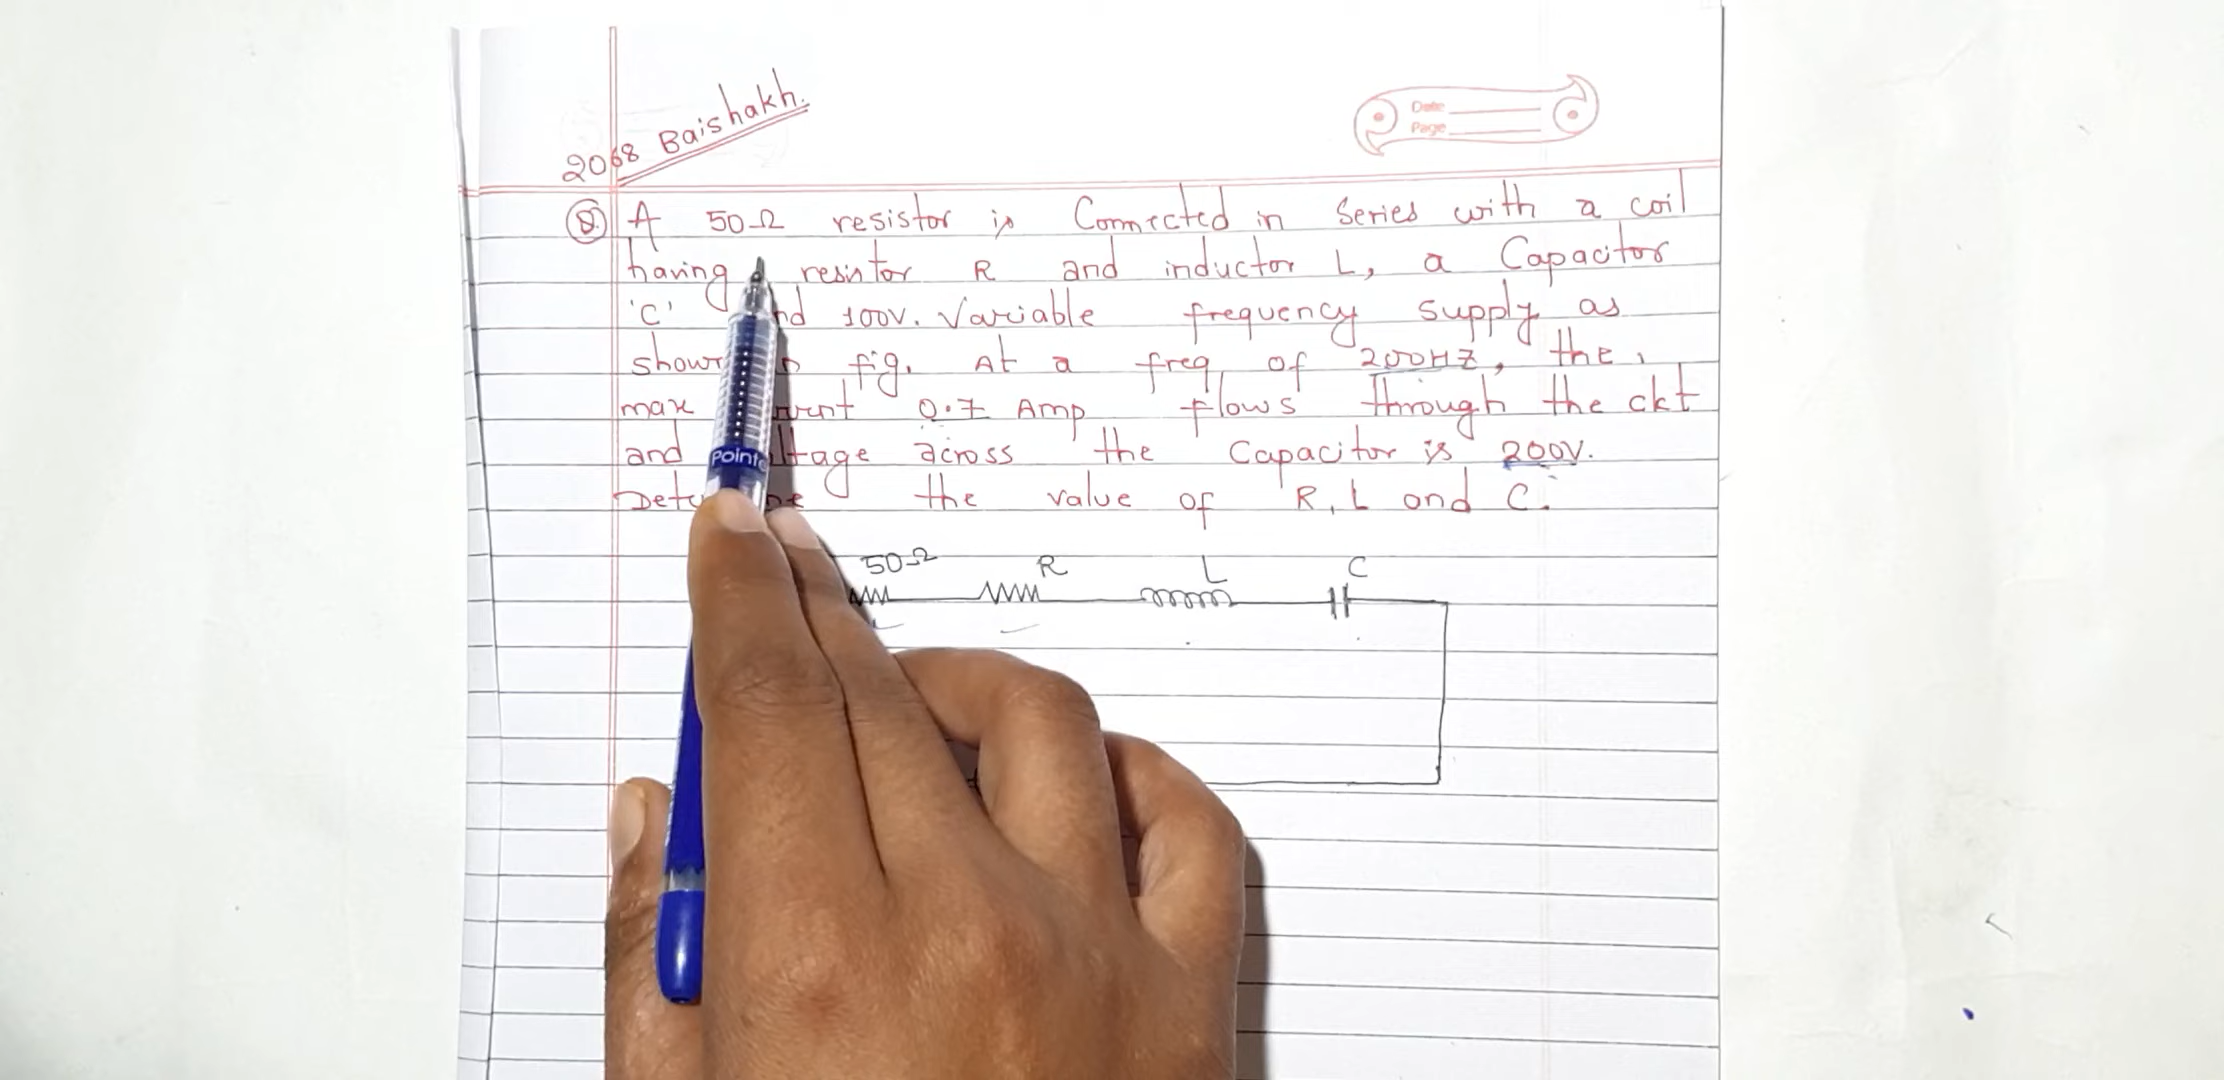 2068 Baishakh.
Date
Page
Q. A 50Ω resistor is Connected in Series with a coil
having resistor R and inductor L, a Capacitor
'C' 100V. Variable frequency supply as
fig. At a freq. of 200HZ, the
max 0.7 Amp flows through the ckt
and across the Capacitor is 200V.
the value of R, L and C.
50Ω R L C
Point